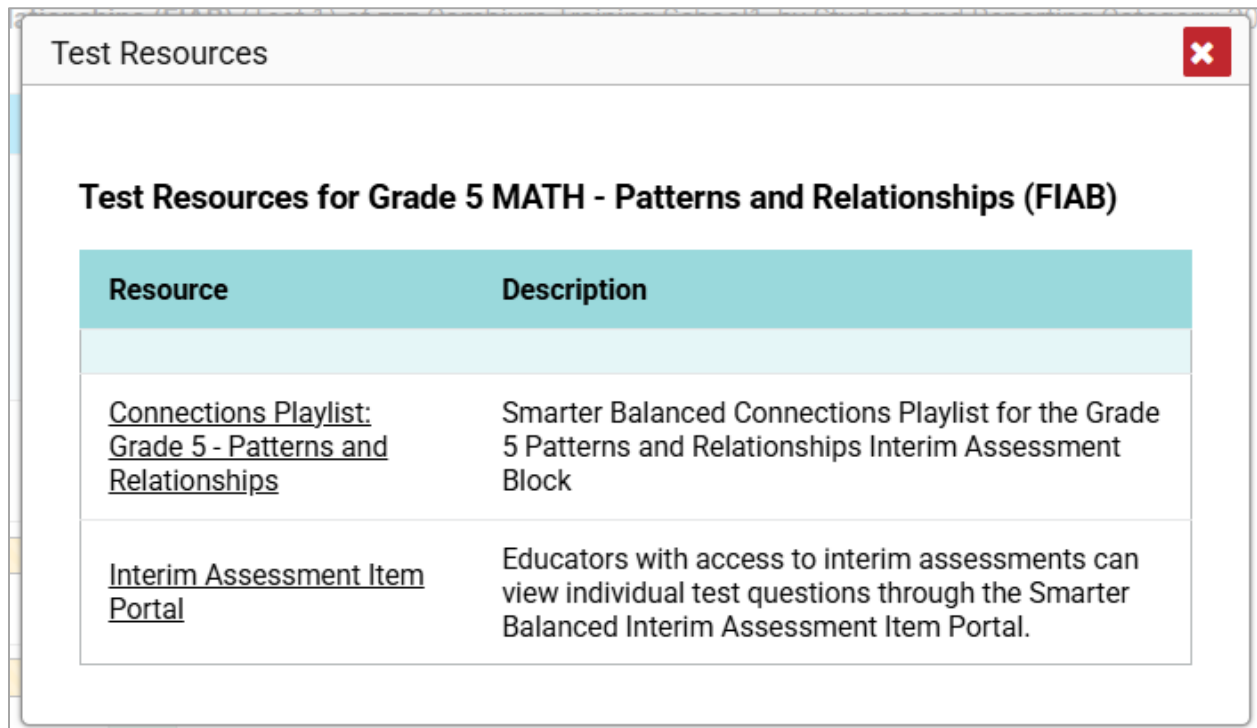 Test Resources
Test Resources for Grade 5 MATH - Patterns and Relationships (FIAB)
Resource Description
Connections Playlist:
Grade 5 - Patterns and
Relationships
Smarter Balanced Connections Playlist for the Grade
5 Patterns and Relationships Interim Assessment
Block
Interim Assessment Item
Portal
Educators with access to interim assessments can
view individual test questions through the Smarter
Balanced Interim Assessment Item Portal.